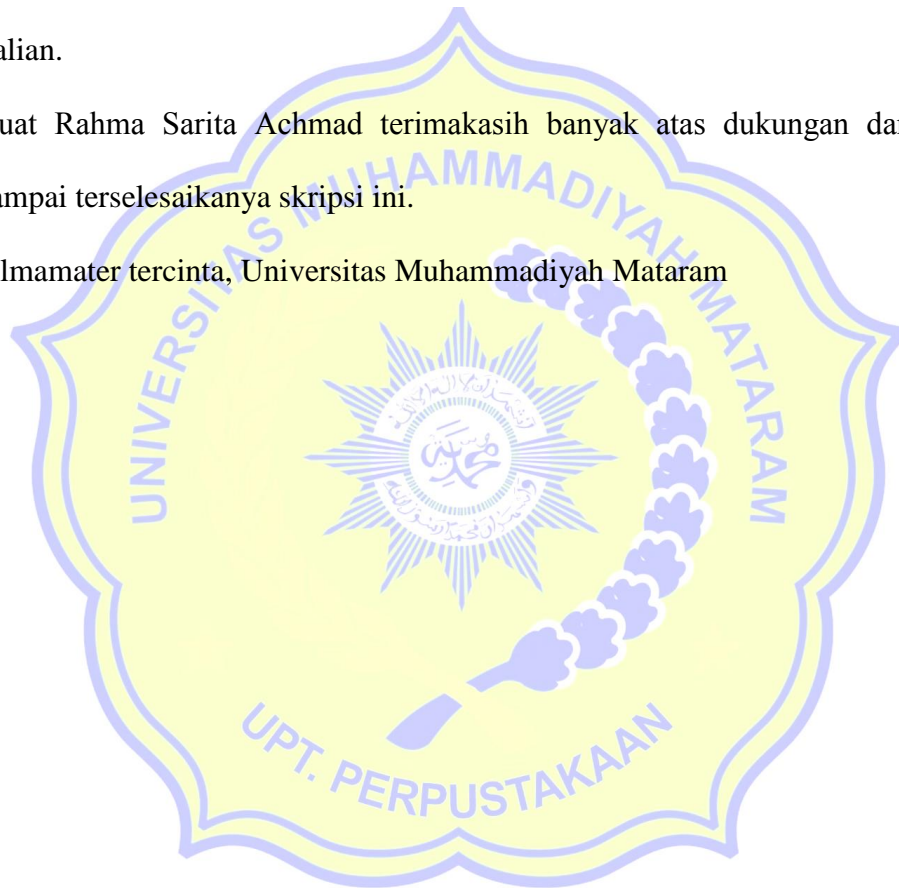 alian.
uat Rahma Sarita Achmad terimakasih banyak atas dukungan dan
ampai terselesaikanya skripsi ini.
lmamater tercinta, Universitas Muhammadiyah Mataram
UNIVERSITAS MUHAMMADIYAH MATARAM
محمدية
UPT. PERPUSTAKAAN